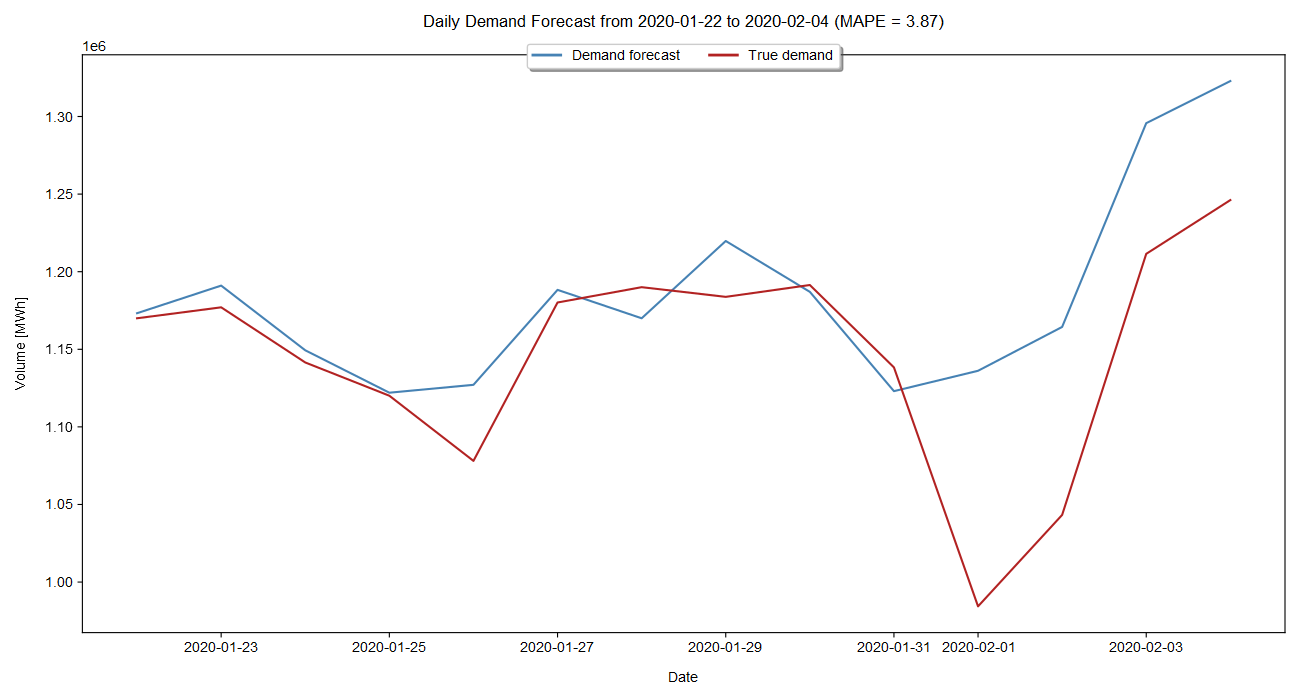 Daily Demand Forecast from 2020-01-22 to 2020-02-04 (MAPE = 3.87)
1e6
Demand forecast True demand
1.30
1.25
1.20
1.15
1.10
1.05
1.00
Volume [MWh]
2020-01-23 2020-01-25 2020-01-27 2020-01-29 2020-01-31 2020-02-01 2020-02-03
Date